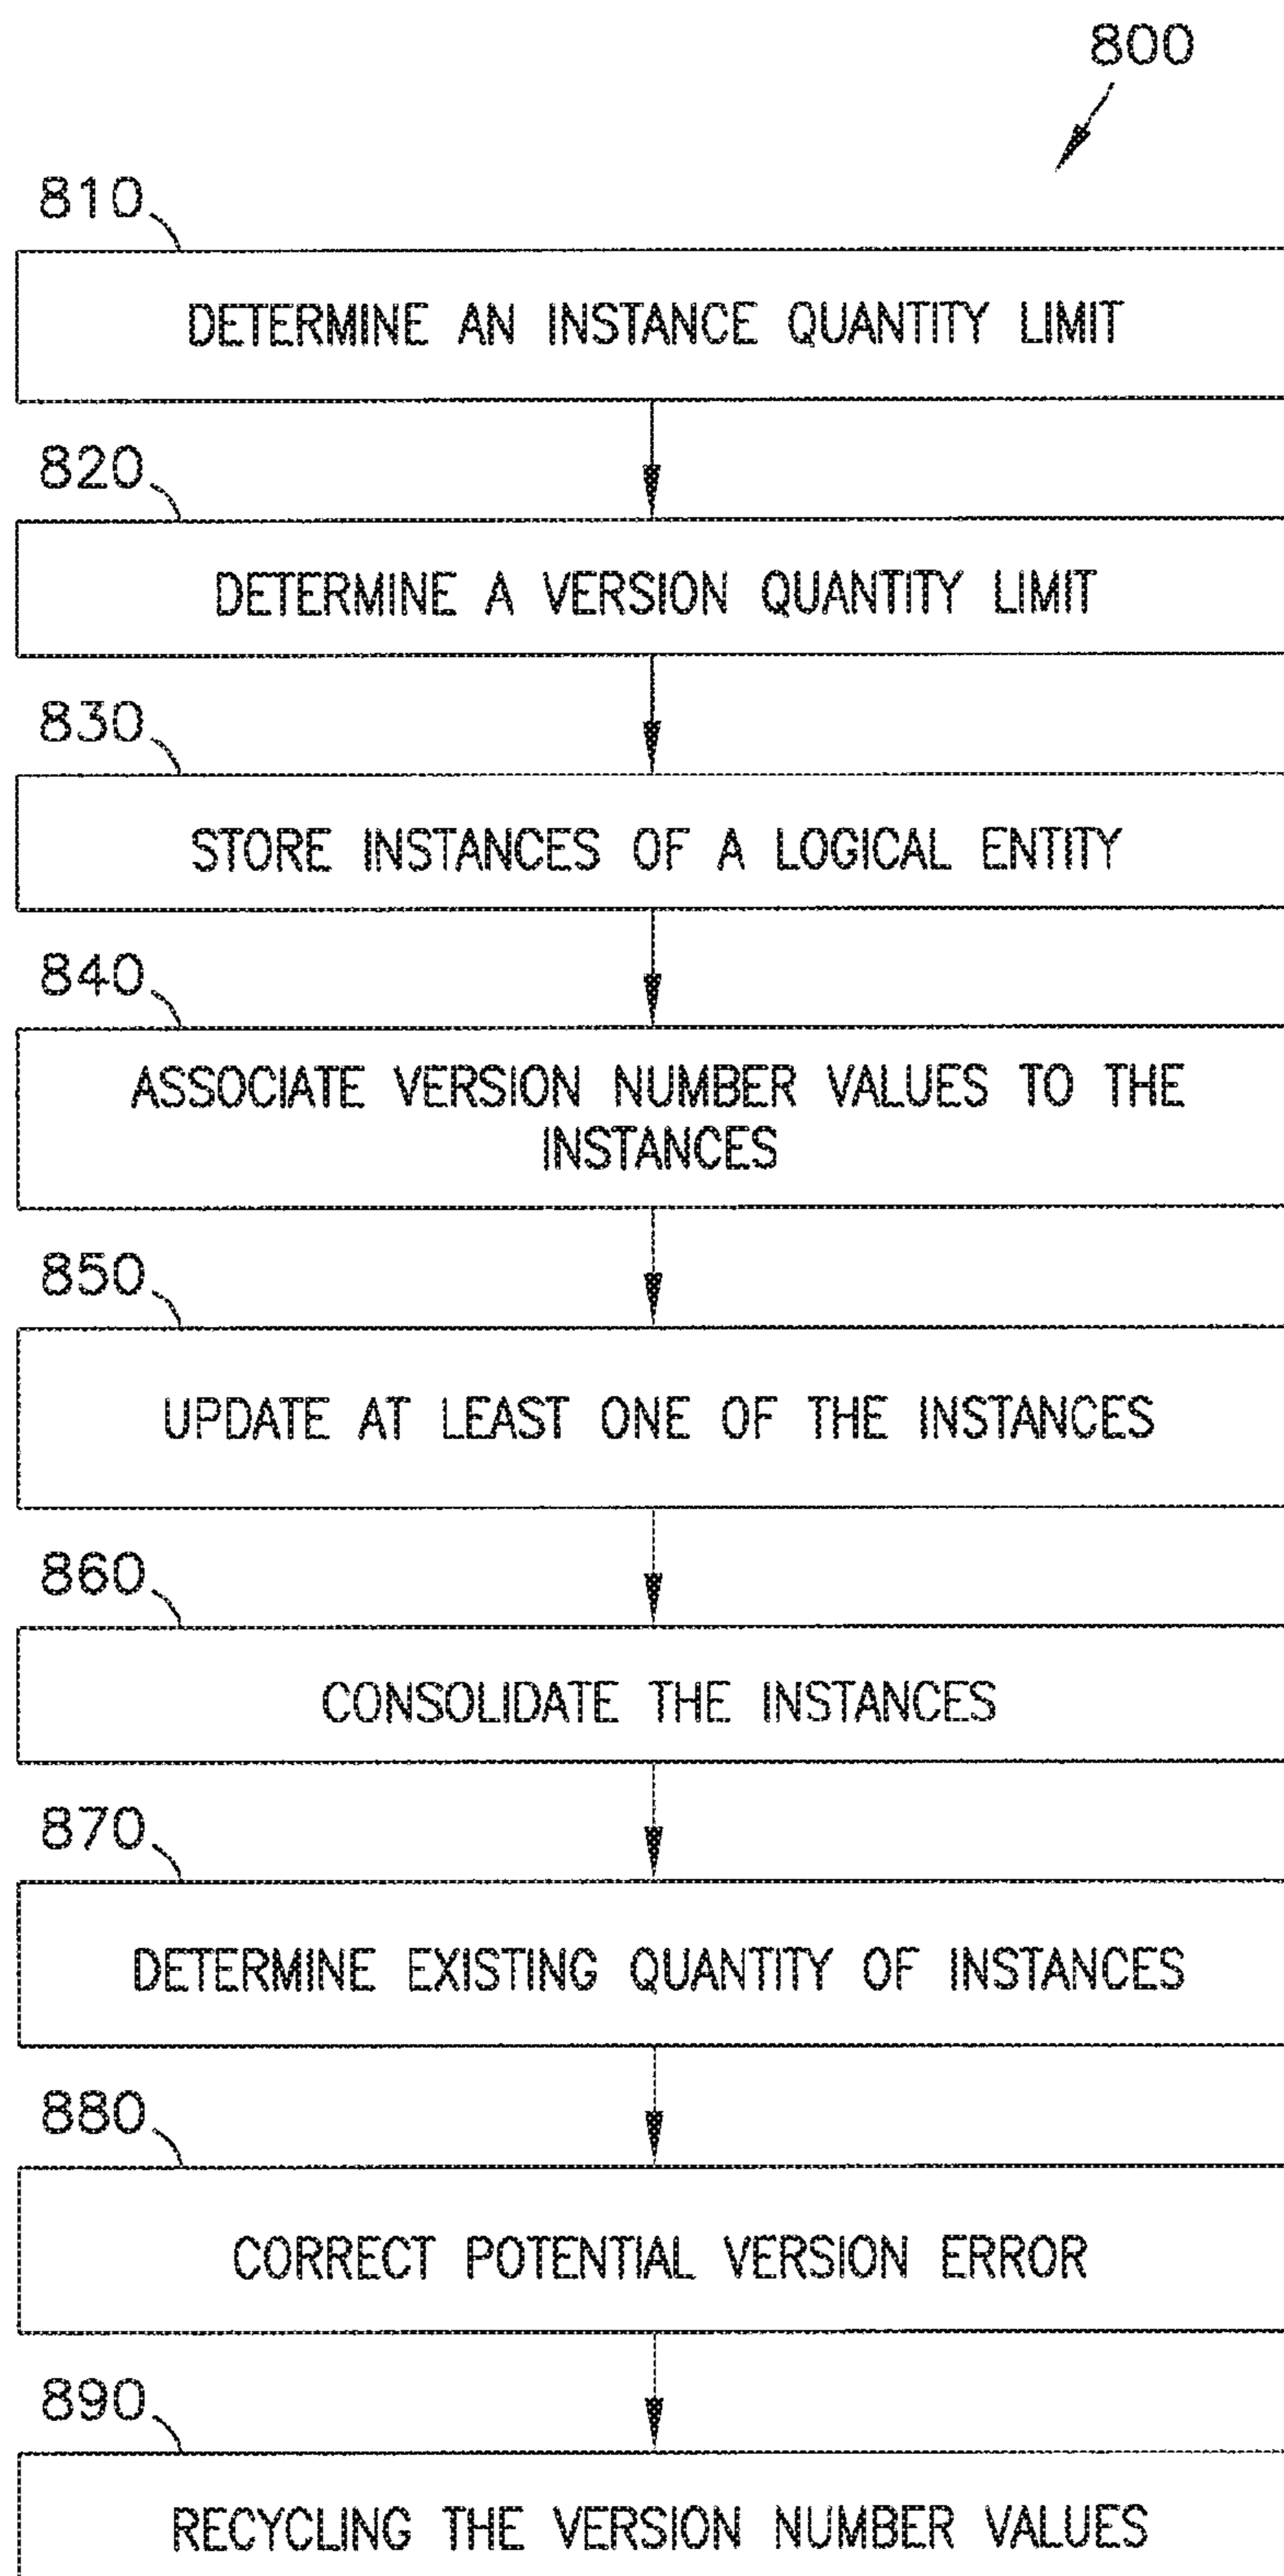 800
810
DETERMINE AN INSTANCE QUANTITY LIMIT
820
DETERMINE A VERSION QUANTITY LIMIT
830
STORE INSTANCES OF A LOGICAL ENTITY
840
ASSOCIATE VERSION NUMBER VALUES TO THE
INSTANCES
850
UPDATE AT LEAST ONE OF THE INSTANCES
860
CONSOLIDATE THE INSTANCES
870
DETERMINE EXISTING QUANTITY OF INSTANCES
880
CORRECT POTENTIAL VERSION ERROR
890
RECYCLING THE VERSION NUMBER VALUES